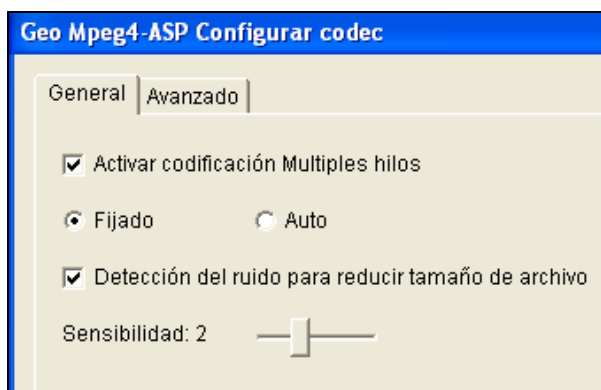 Geo Mpeg4-ASP Configurar codec
General
Avanzado
Activar codificación Multiples hilos
Fijado
Auto
Detección del ruido para reducir tamaño de archivo
Sensibilidad: 2